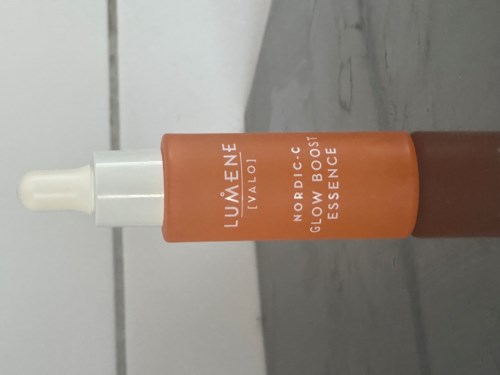 LUMENE
[VALO]
NORDIC-C
GLOW BOOST
ESSENCE